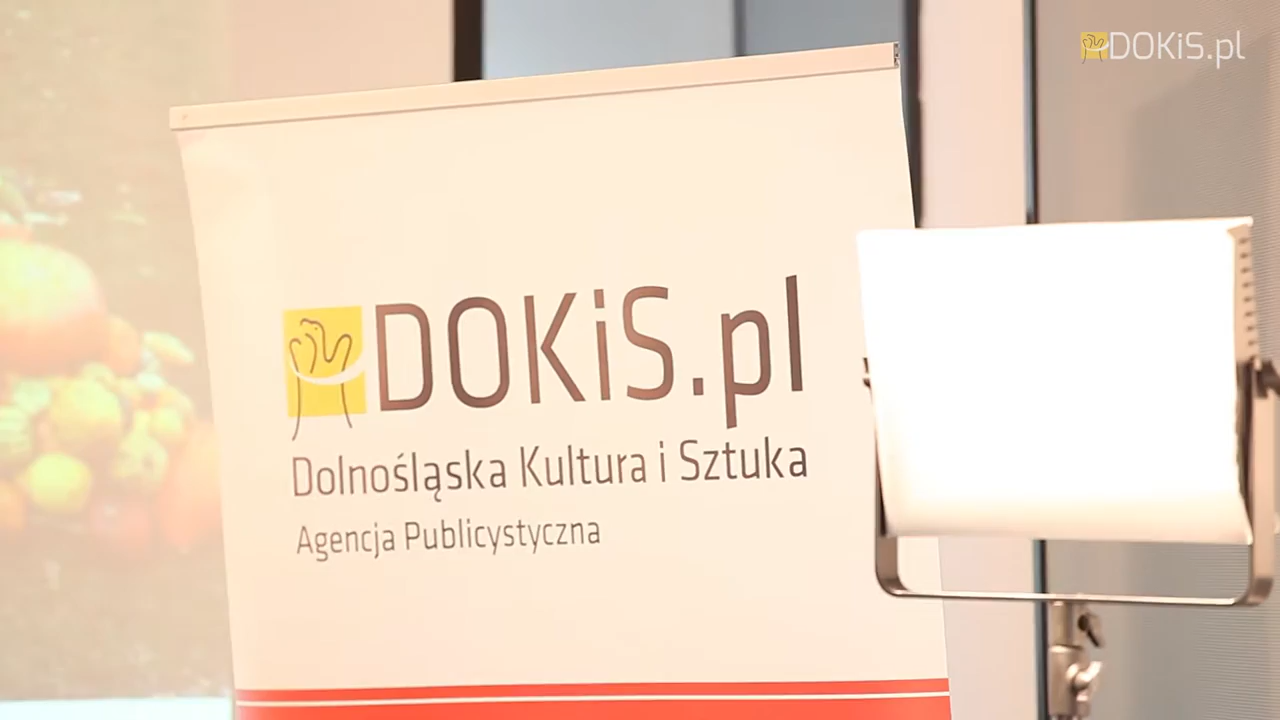 DOKiS.pl
DOKiS.pl
Dolnośląska Kultura i Sztuka
Agencja Publicystyczna